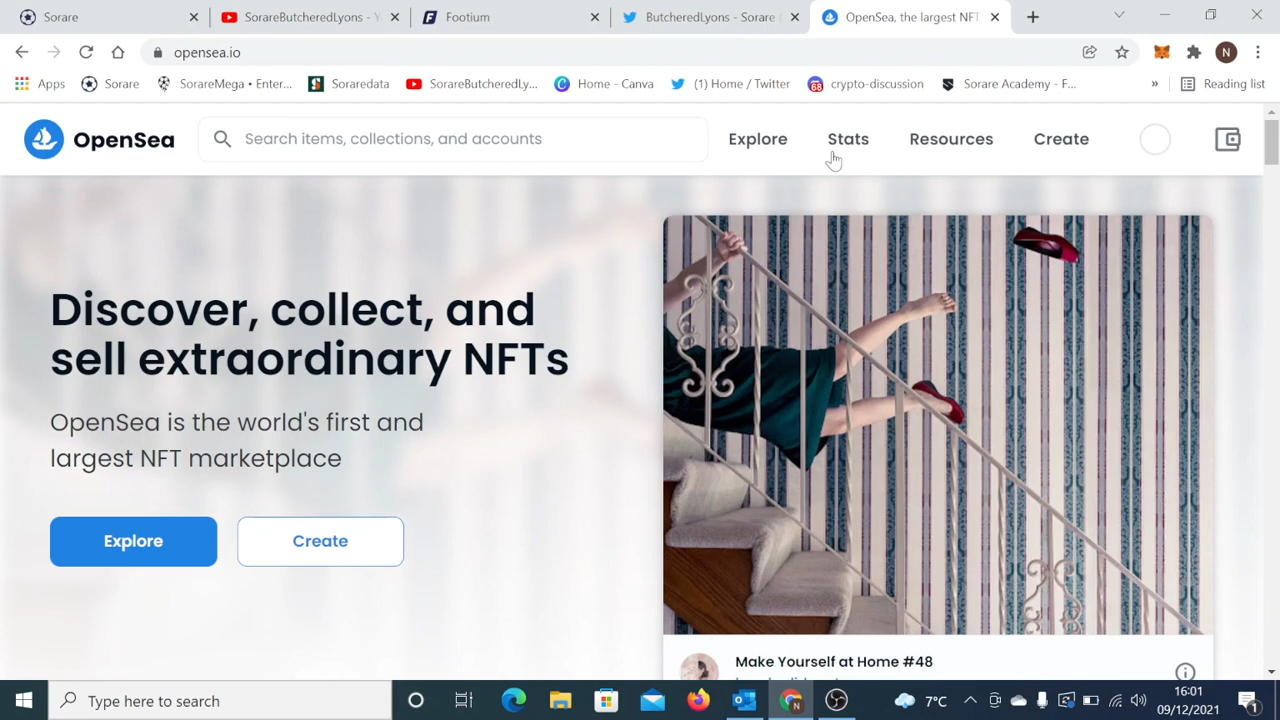 Sorare
SorareButcheredLyons - Y
Footium
ButcheredLyons - Sorare (
OpenSea, the largest NFT
opensea.io
N
Apps
Sorare
SorareMega • Enter...
Soraredata
SorareButcheredLy...
Home - Canva
(1) Home / Twitter
68
crypto-discussion
Sorare Academy - F...
»
Reading list
OpenSea
Search items, collections, and accounts
Explore
Stats
Resources
Create
Discover, collect, and
sell extraordinary NFTs
OpenSea is the world's first and
largest NFT marketplace
Explore
Create
Make Yourself at Home #48
Type here to search
7°C
16:01
09/12/2021
1